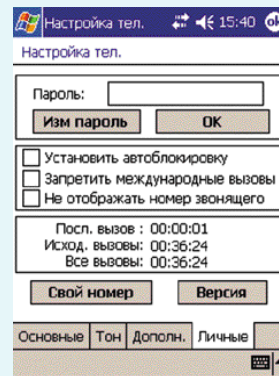 Настройка тел. 15:40 ok
Настройка тел.
Пароль:
Изм пароль OK
Установить автоблокировку
Запретить международные вызовы
Не отображать номер звонящего
Посл. вызов : 00:00:01
Исход. вызовы: 00:36:24
Все вызовы: 00:36:24
Свой номер Версия
Основные Тон Дополн. Личные